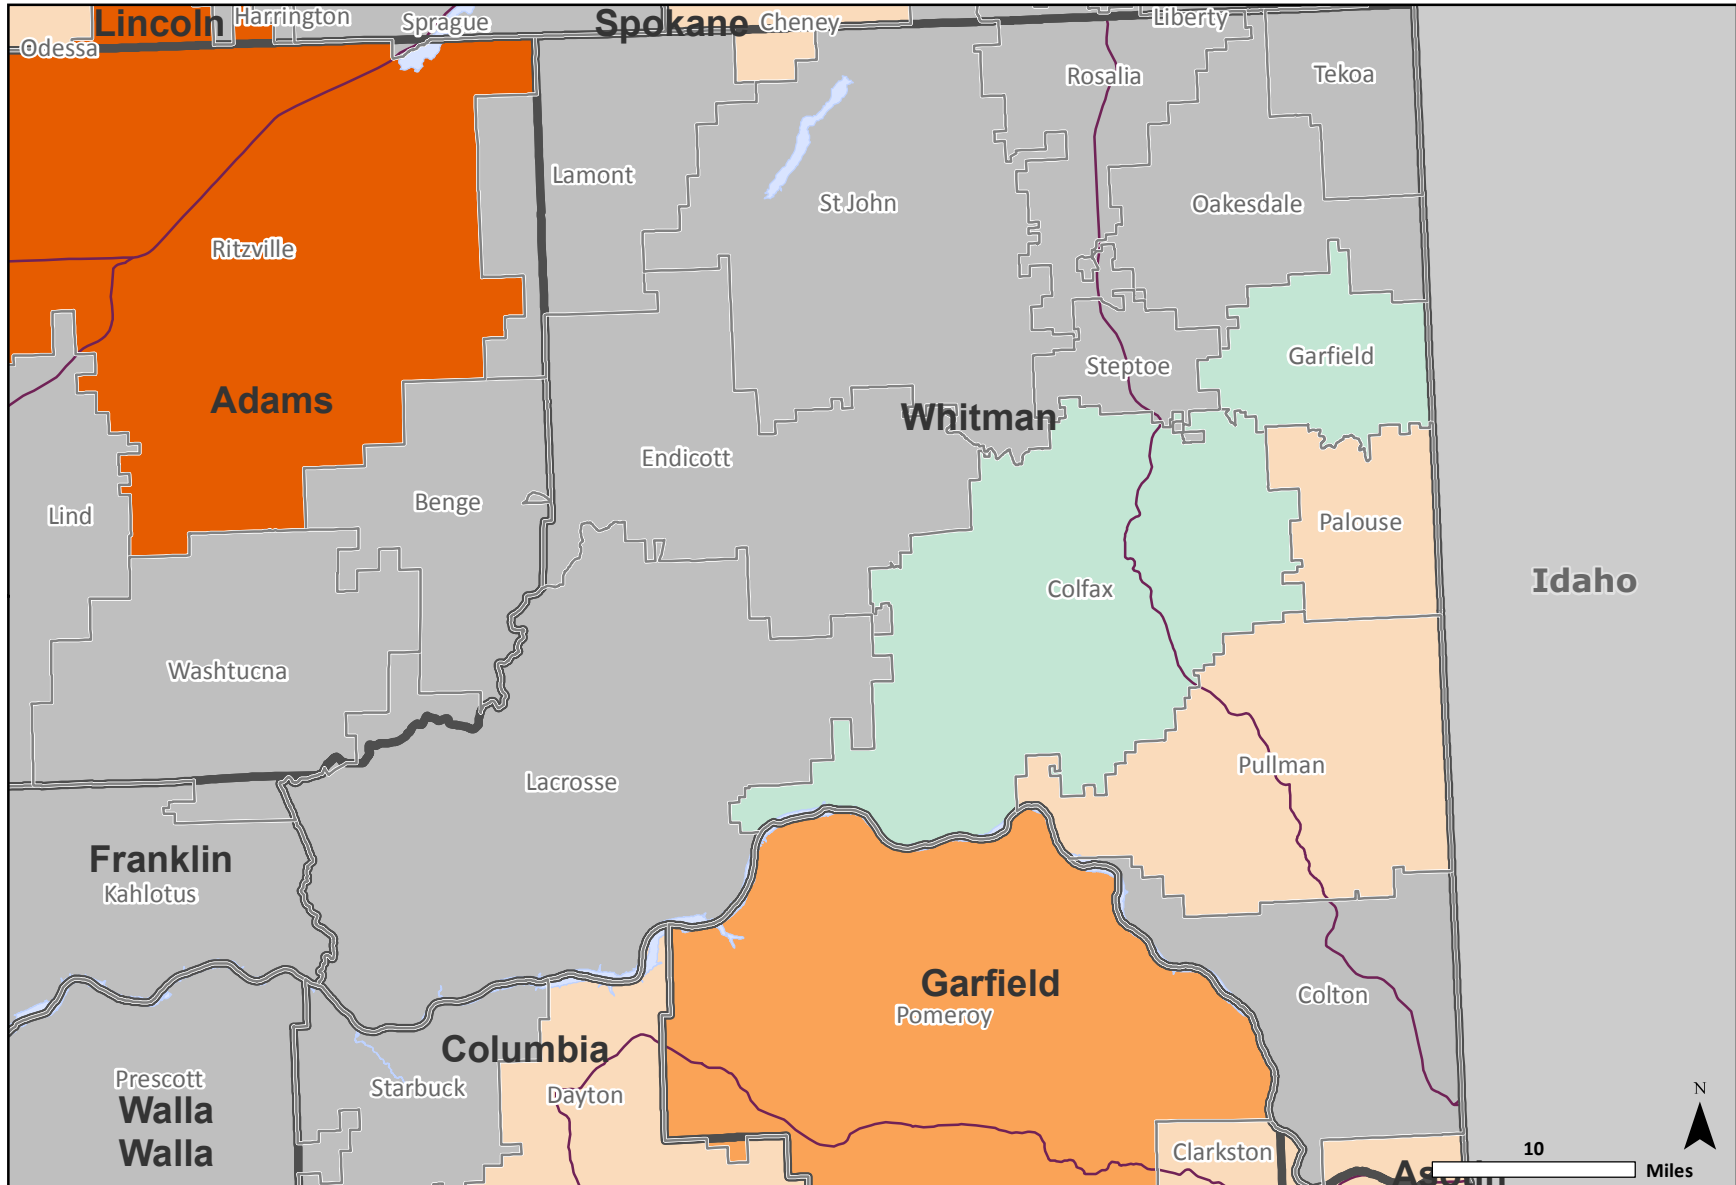 Lincoln
Harrington
Sprague
Spokane
Cheney
Liberty
Odessa
Rosalia
Tekoa
Lamont
St John
Oakesdale
Ritzville
Garfield
Steptoe
Adams
Whitman
Endicott
Benge
Lind
Palouse
Idaho
Colfax
Washtucna
Pullman
Lacrosse
Franklin
Kahlotus
Garfield
Pomeroy
Colton
Columbia
Prescott
Starbuck
Dayton
Walla
Walla
Clarkston
N
10
Miles